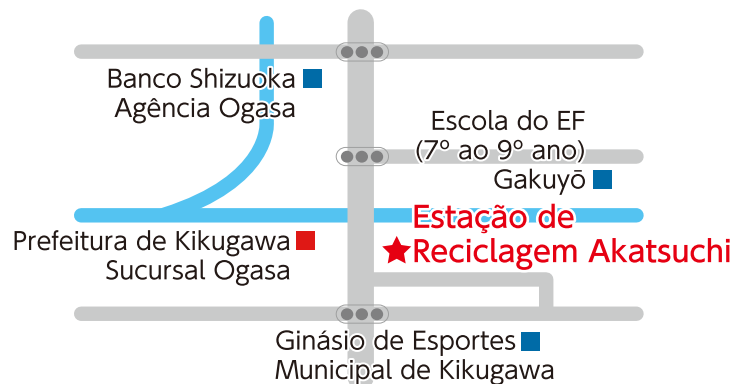 Banco Shizuoka
Agência Ogasa
Escola do EF
(7º ao 9º ano)
Gakuyō
Estação de
Reciclagem Akatsuchi
Prefeitura de Kikugawa
Sucursal Ogasa
Ginásio de Esportes
Municipal de Kikugawa